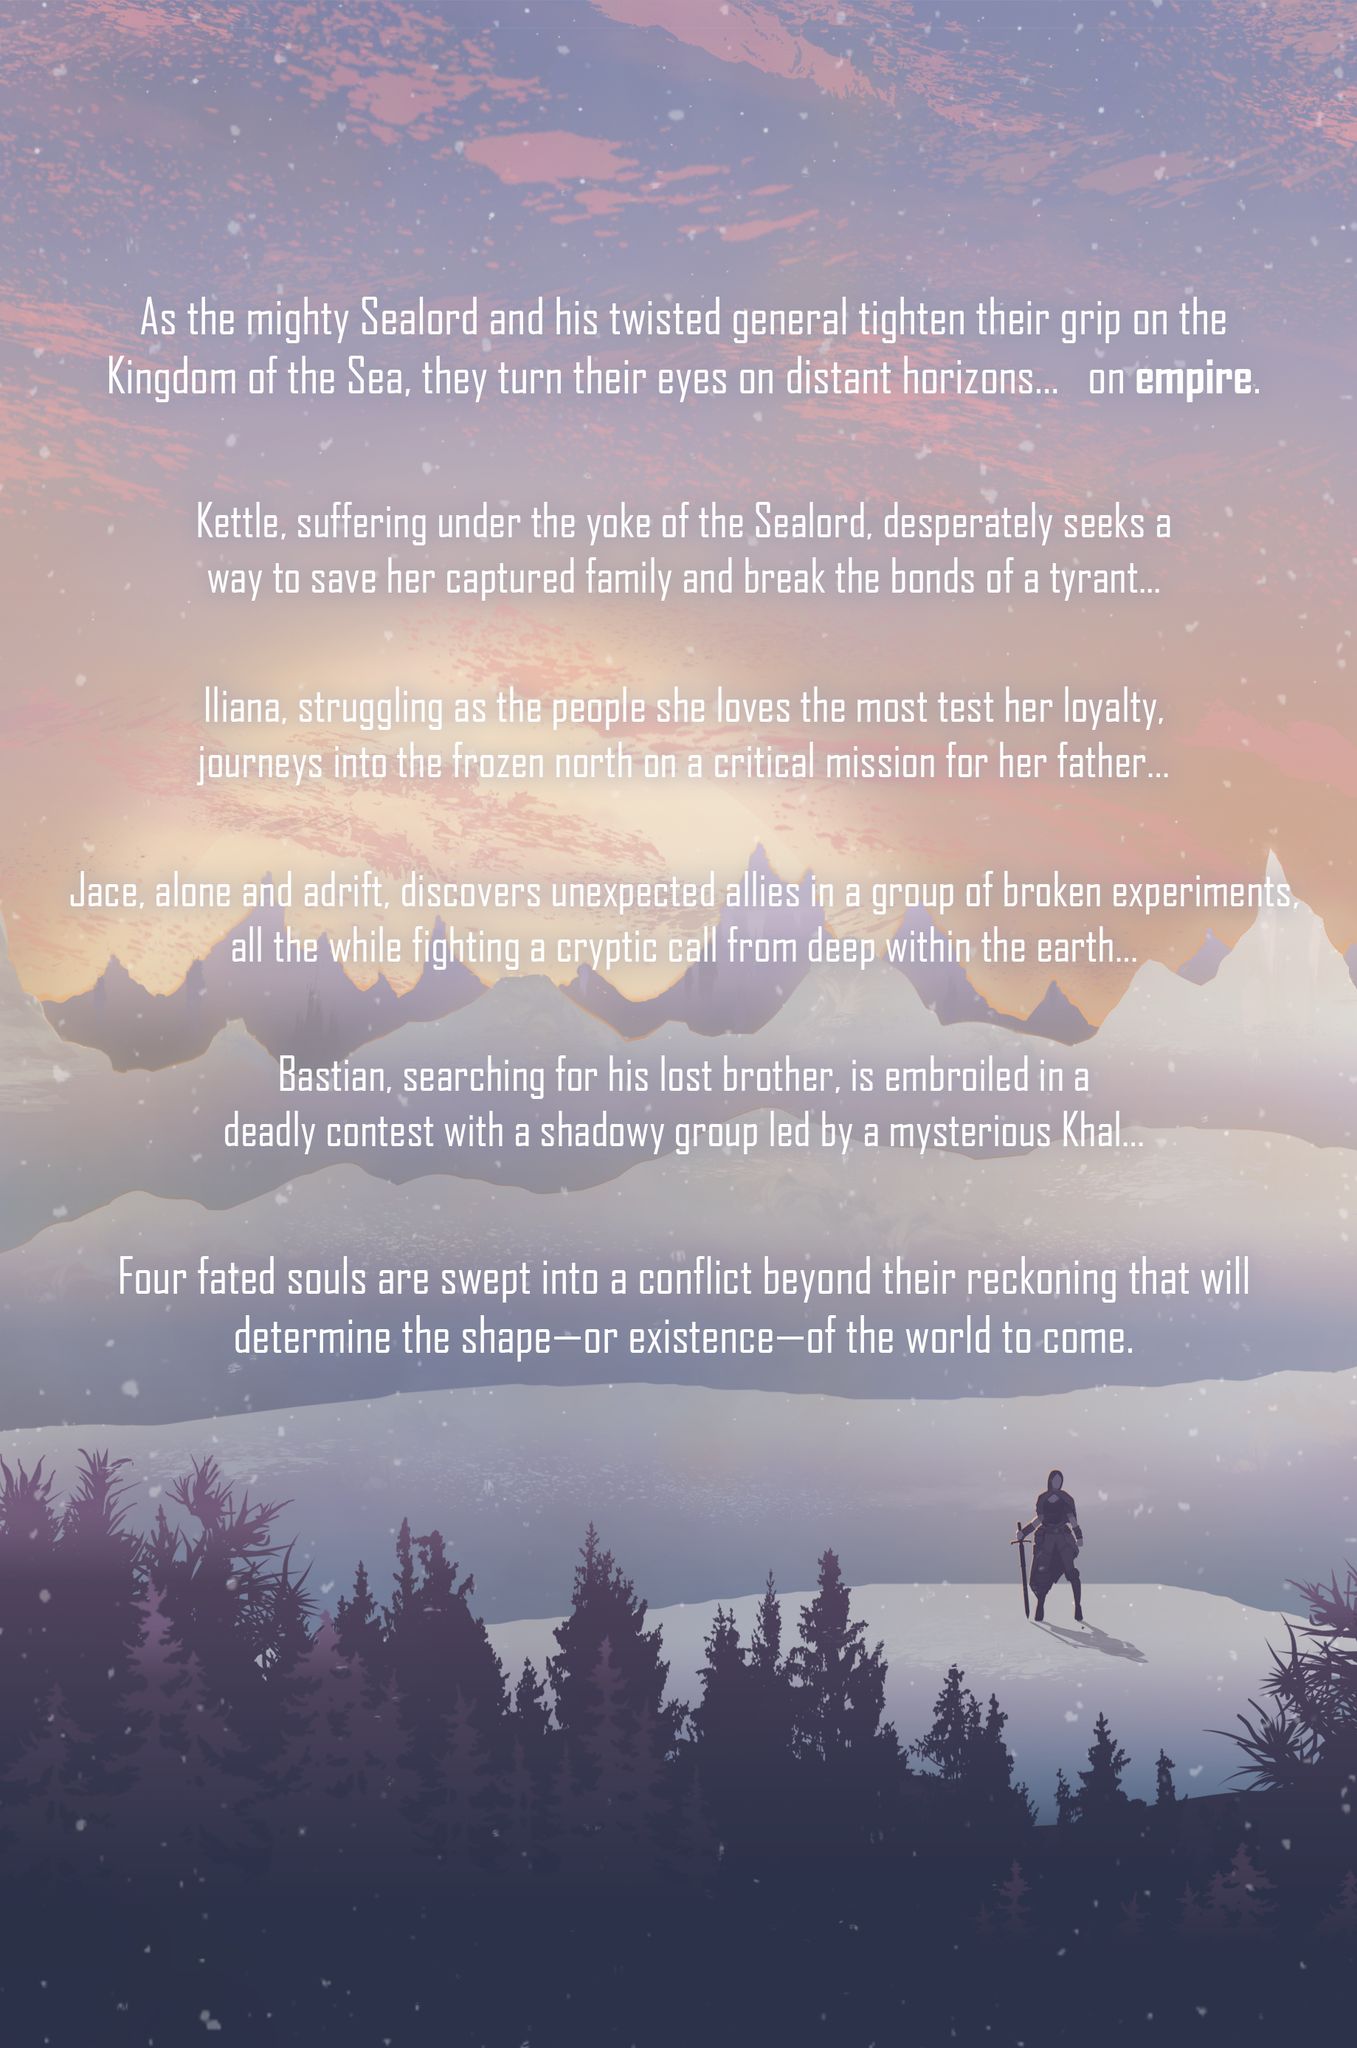 As the mighty Sealord and his twisted general tighten their grip on the
Kingdom of the Sea, they turn their eyes on distant horizons... on empire.
Kettle, suffering under the yoke of the Sealord, desperately seeks a
way to save her captured family and break the bonds of a tyrant...
Iliana, struggling as the people she loves the most test her loyalty,
journeys into the frozen north on a critical mission for her father...
Jace, alone and adrift, discovers unexpected allies in a group of broken experiments,
all the while fighting a cryptic call from deep within the earth...
Bastian, searching for his lost brother, is embroiled in a
deadly contest with a shadowy group led by a mysterious Khal...
Four fated souls are swept into a conflict beyond their reckoning that will
determine the shape—or existence—of the world to come.